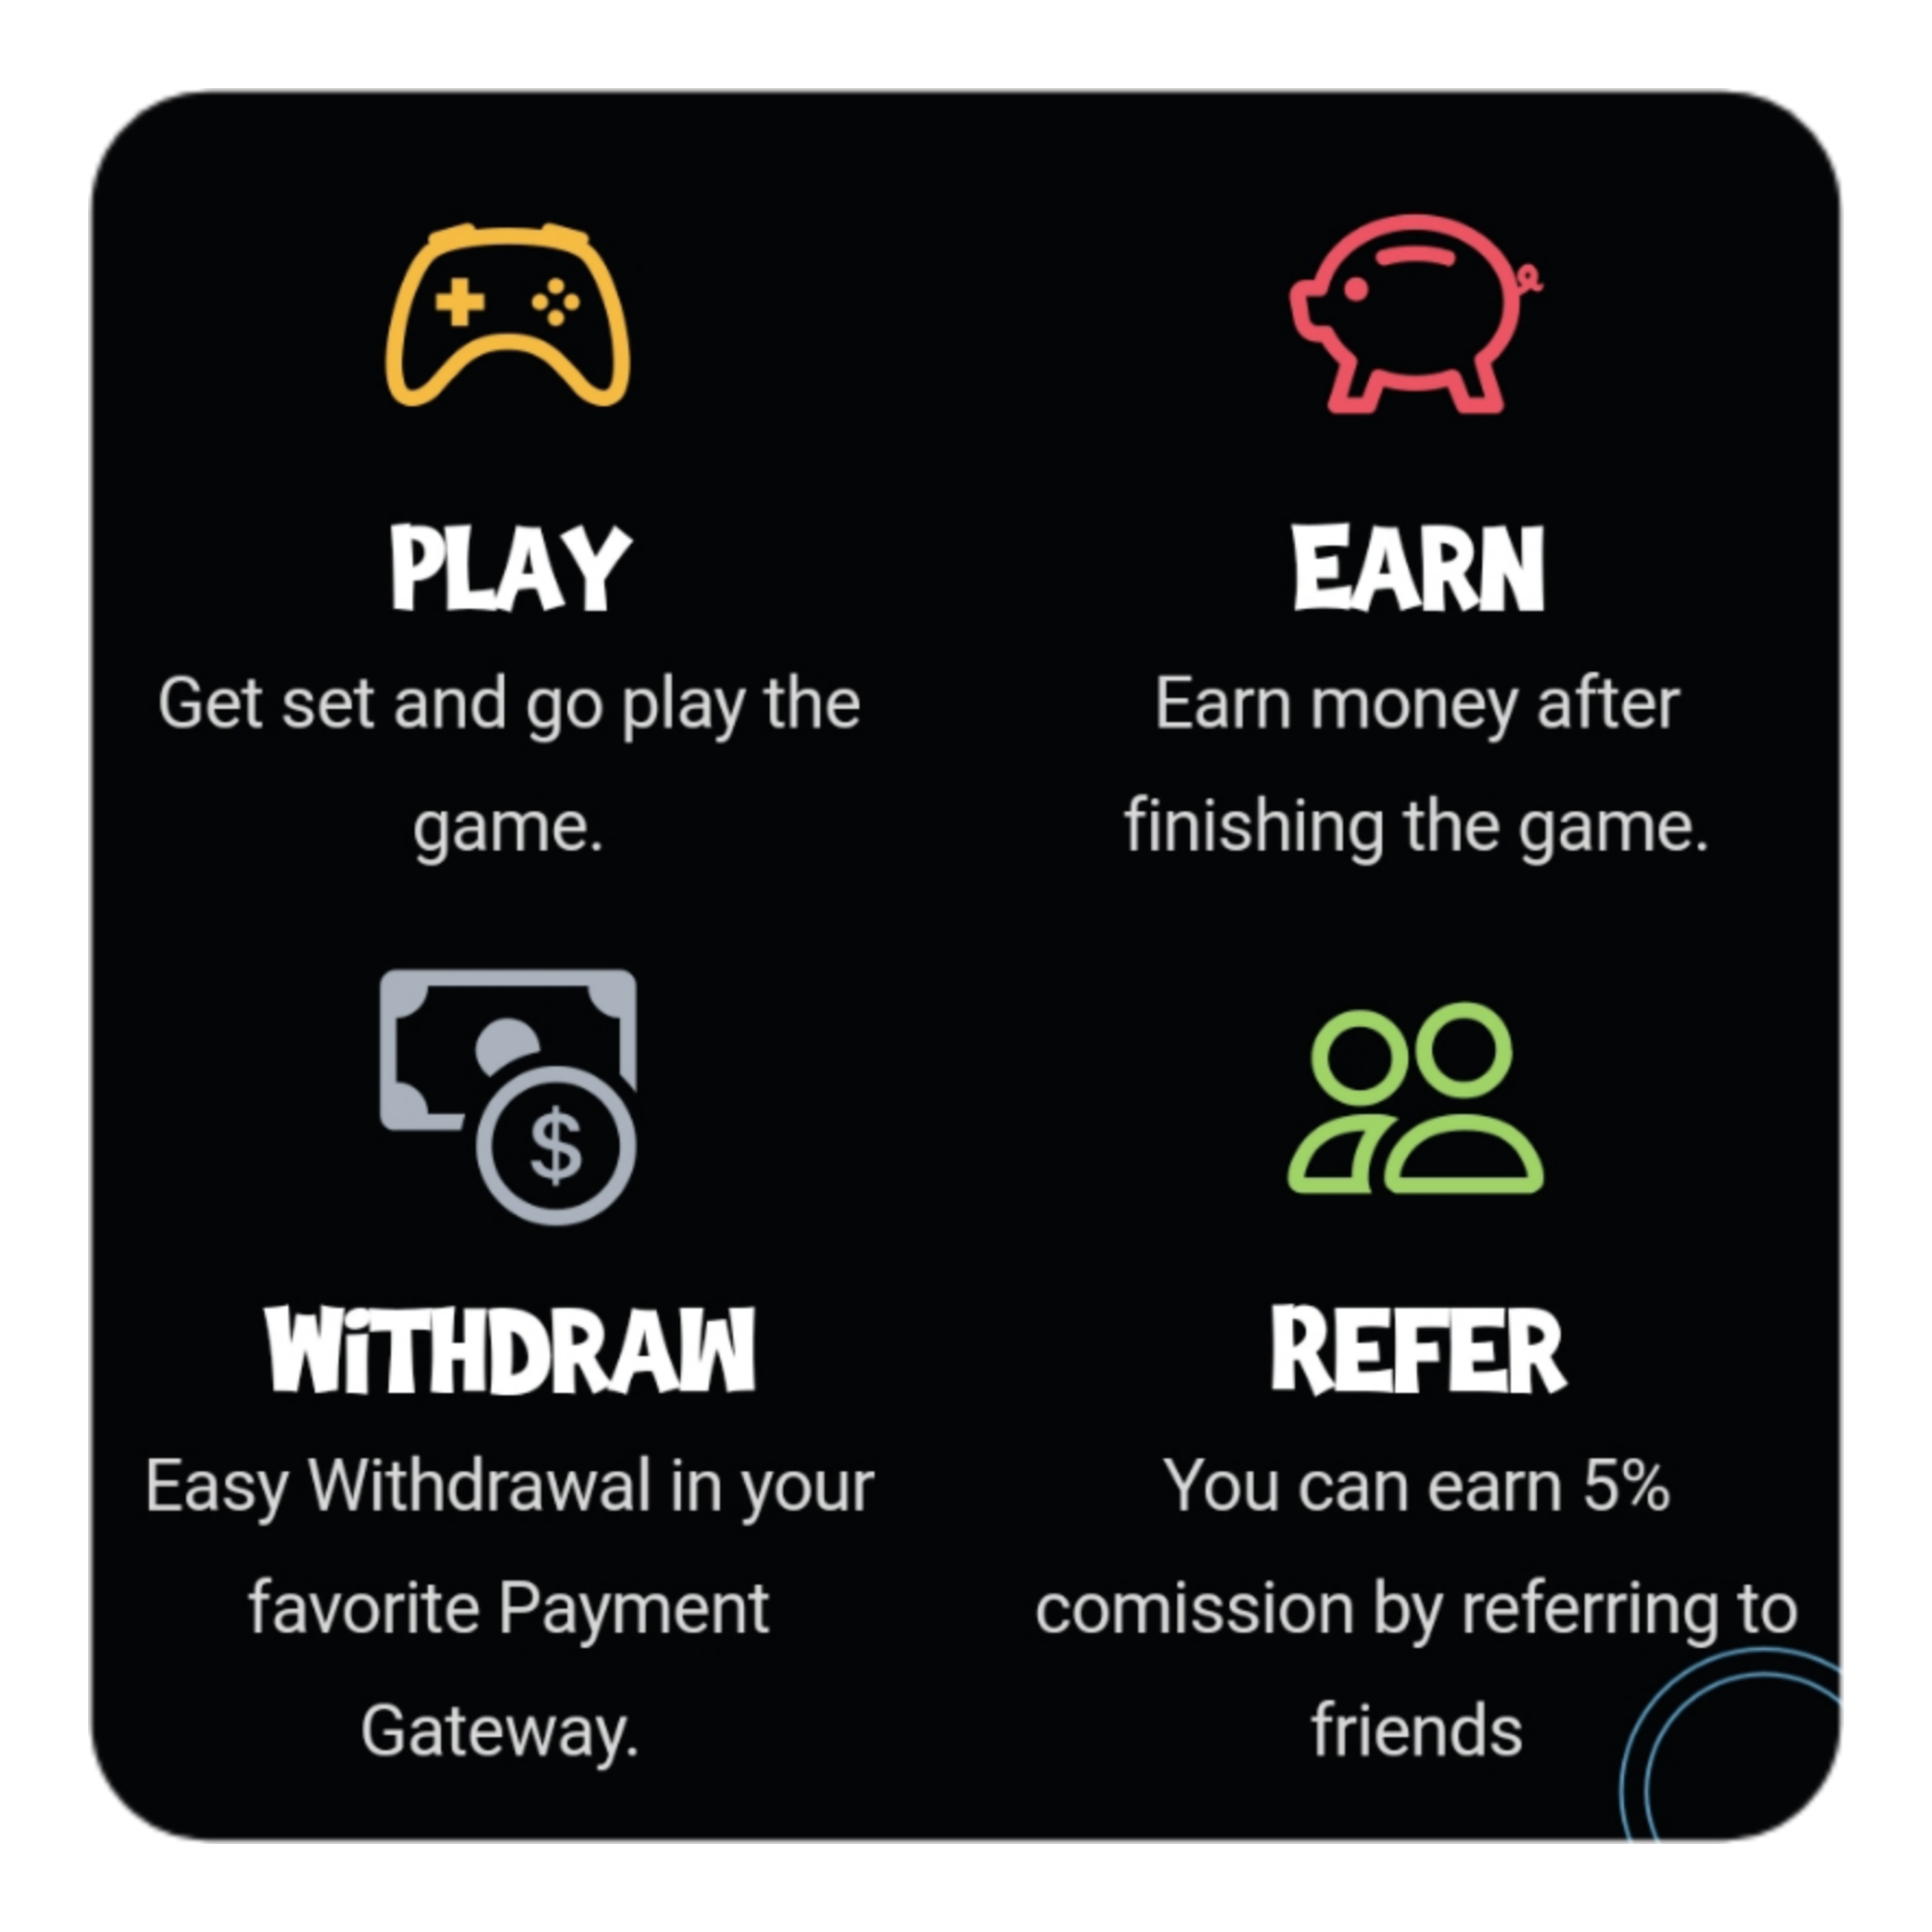 PLAY
Get set and go play the
game.
EARN
Earn money after
finishing the game.
$
WiTHDRAW
Easy Withdrawal in your
favorite Payment
Gateway.
REFER
You can earn 5%
comission by referring to
friends